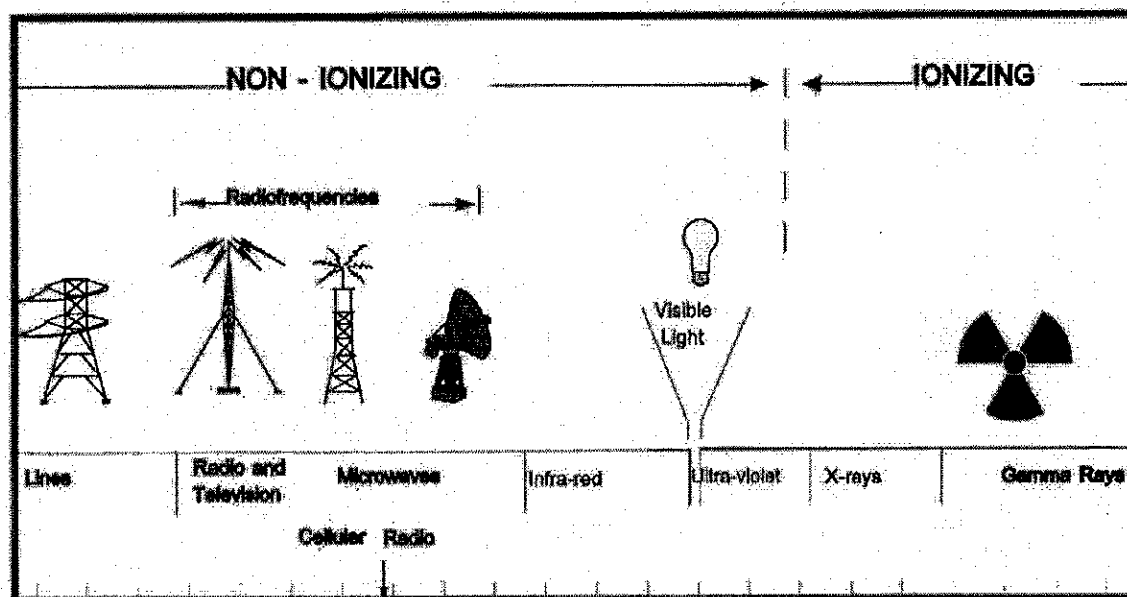 NON - IONIZING
IONIZING
Radiofrequencies
Visible
Light
Lines
Radio and
Television
Microwaves
Infra-red
Ultra-violet
X-rays
Gamma Rays
Cellular Radio